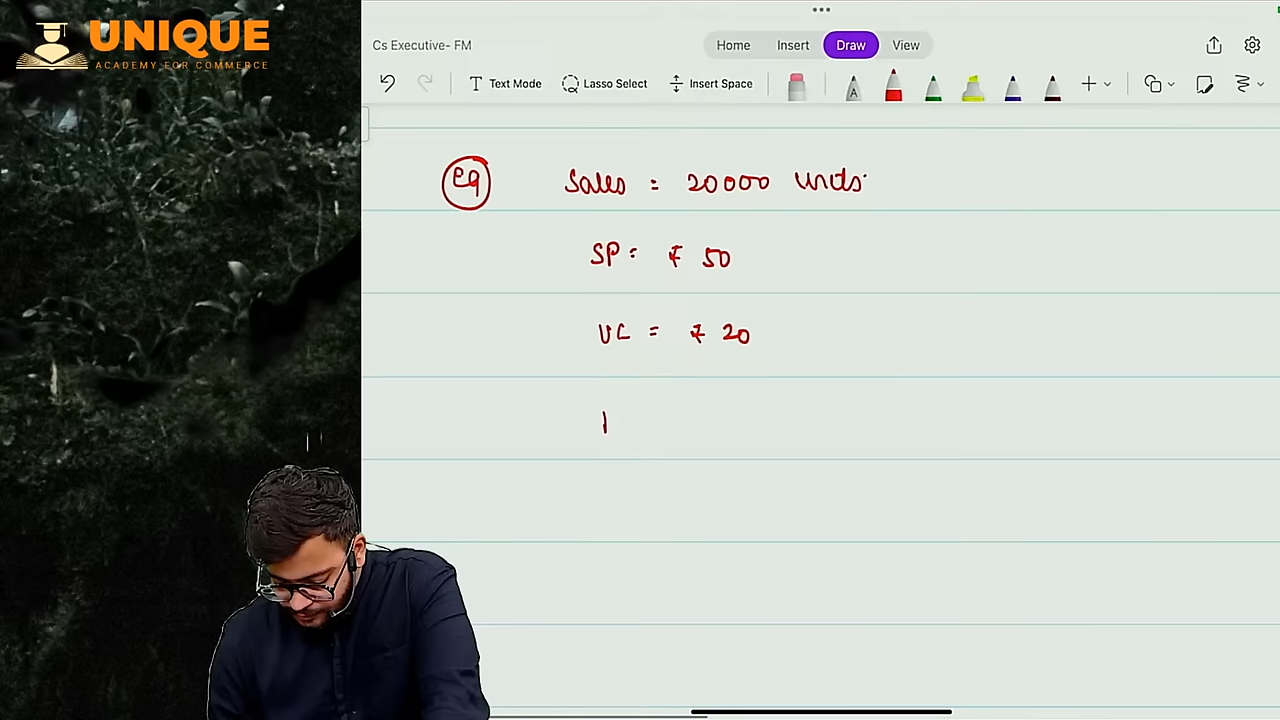 UNIQUE
ACADEMY FOR COMMERCE
Cs Executive- FM
Home Insert Draw View
Text Mode Lasso Select Insert Space
A
eg Sales = 20000 units.
SP = ₹ 50
VC = ₹ 20